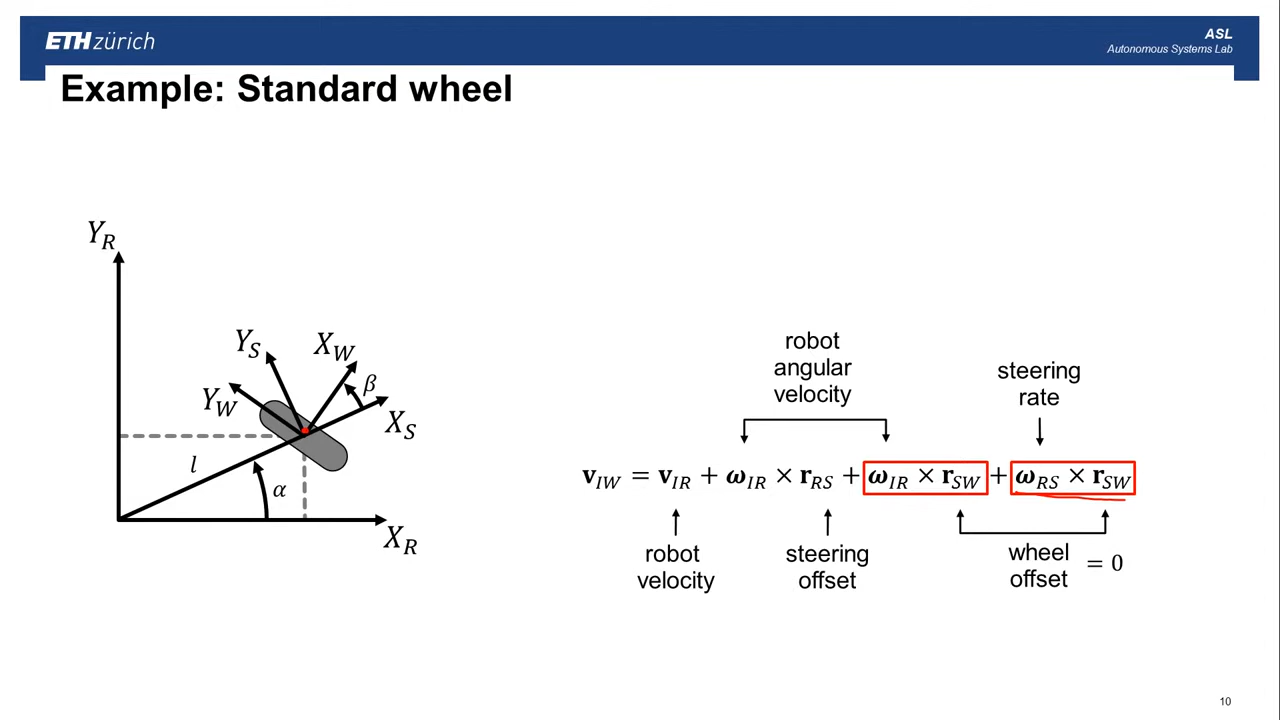 ETH zürich
ASL
Autonomous Systems Lab
Example: Standard wheel
Y_R
Y_S
X_W
β
Y_W
X_S
l
α
X_R
robot
angular
velocity
steering
rate
𝐯_IW = 𝐯_IR + 𝝎_IR × 𝐫_RS + 𝝎_IR × 𝐫_SW + 𝝎_RS × 𝐫_SW
robot
velocity
steering
offset
wheel
offset
= 0
10